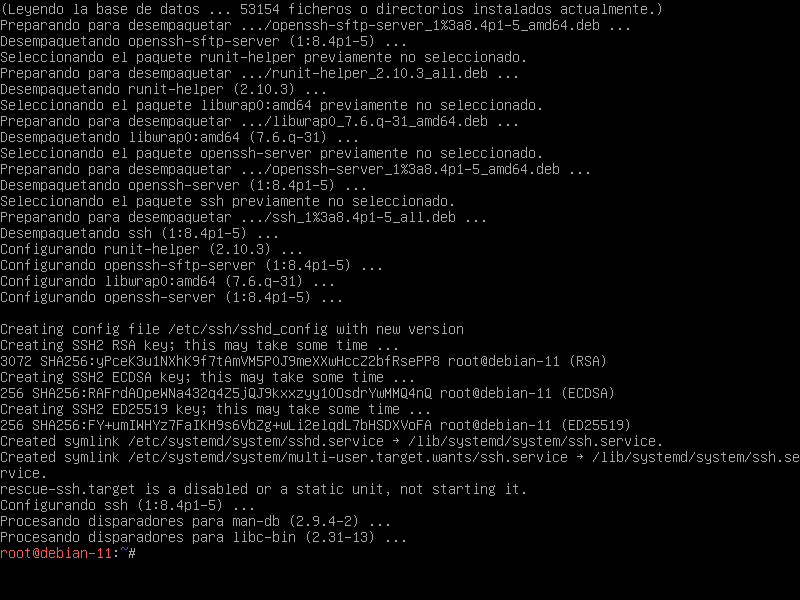 (Leyendo la base de datos ... 53154 ficheros o directorios instalados actualmente.)
Preparando para desempaquetar .../openssh-sftp-server_1%3a8.4p1-5_amd64.deb ...
Desempaquetando openssh-sftp-server (1:8.4p1-5) ...
Seleccionando el paquete runit-helper previamente no seleccionado.
Preparando para desempaquetar .../runit-helper_2.10.3_all.deb ...
Desempaquetando runit-helper (2.10.3) ...
Seleccionando el paquete libwrap0:amd64 previamente no seleccionado.
Preparando para desempaquetar .../libwrap0_7.6.q-31_amd64.deb ...
Desempaquetando libwrap0:amd64 (7.6.q-31) ...
Seleccionando el paquete openssh-server previamente no seleccionado.
Preparando para desempaquetar .../openssh-server_1%3a8.4p1-5_amd64.deb ...
Desempaquetando openssh-server (1:8.4p1-5) ...
Seleccionando el paquete ssh previamente no seleccionado.
Preparando para desempaquetar .../ssh_1%3a8.4p1-5_all.deb ...
Desempaquetando ssh (1:8.4p1-5) ...
Configurando runit-helper (2.10.3) ...
Configurando openssh-sftp-server (1:8.4p1-5) ...
Configurando libwrap0:amd64 (7.6.q-31) ...
Configurando openssh-server (1:8.4p1-5) ...
Creating config file /etc/ssh/sshd_config with new version
Creating SSH2 RSA key; this may take some time ...
3072 SHA256:yPceK3u1NXhK9f7tAmVM5P0J9meXXwHccZ2bfRsePP8 root@debian-11 (RSA)
Creating SSH2 ECDSA key; this may take some time ...
256 SHA256:RAFrdAOpeWNa432q4Z5jQJ9kxxzyy10OsdrYwMMQ4nQ root@debian-11 (ECDSA)
Creating SSH2 ED25519 key; this may take some time ...
256 SHA256:FY+umIWHYz7FaIKH9s6VbZg+wLi2elqdL7bHSDXVoFA root@debian-11 (ED25519)
Created symlink /etc/systemd/system/sshd.service → /lib/systemd/system/ssh.service.
Created symlink /etc/systemd/system/multi-user.target.wants/ssh.service → /lib/systemd/system/ssh.se
rvice.
rescue-ssh.target is a disabled or a static unit, not starting it.
Configurando ssh (1:8.4p1-5) ...
Procesando disparadores para man-db (2.9.4-2) ...
Procesando disparadores para libc-bin (2.31-13) ...
root@debian-11:~#